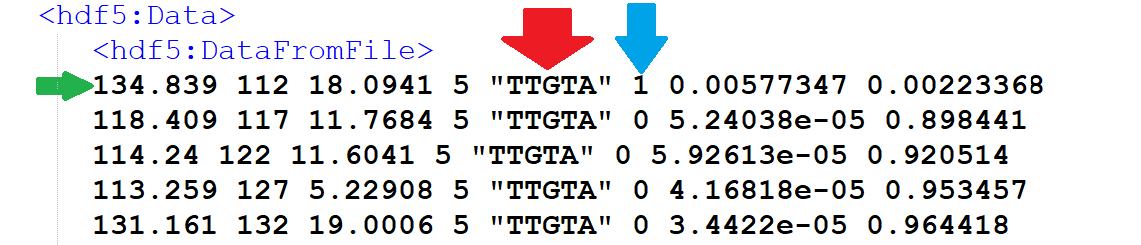 <hdf5:Data>
<hdf5:DataFromFile>
134.839 112 18.0941 5 "TTGTA" 1 0.00577347 0.00223368
118.409 117 11.7684 5 "TTGTA" 0 5.24038e-05 0.898441
114.24 122 11.6041 5 "TTGTA" 0 5.92613e-05 0.920514
113.259 127 5.22908 5 "TTGTA" 0 4.16818e-05 0.953457
131.161 132 19.0006 5 "TTGTA" 0 3.4422e-05 0.964418